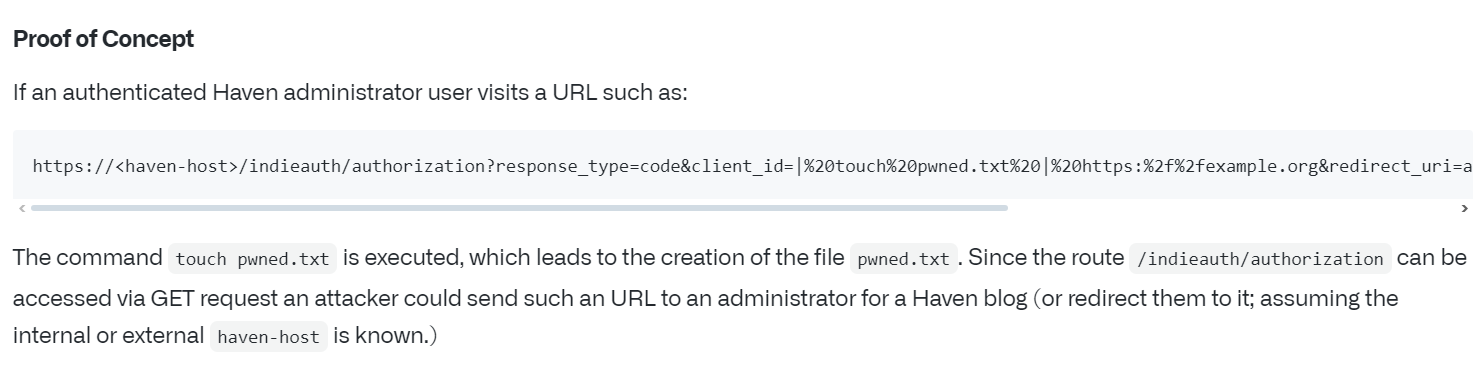 Proof of Concept
If an authenticated Haven administrator user visits a URL such as:
https://<haven-host>/indieauth/authorization?response_type=code&client_id=|%20touch%20pwned.txt%20|%20https:%2f%2fexample.org&redirect_uri=a
The command touch pwned.txt is executed, which leads to the creation of the file pwned.txt. Since the route /indieauth/authorization can be
accessed via GET request an attacker could send such an URL to an administrator for a Haven blog (or redirect them to it; assuming the
internal or external haven-host is known.)